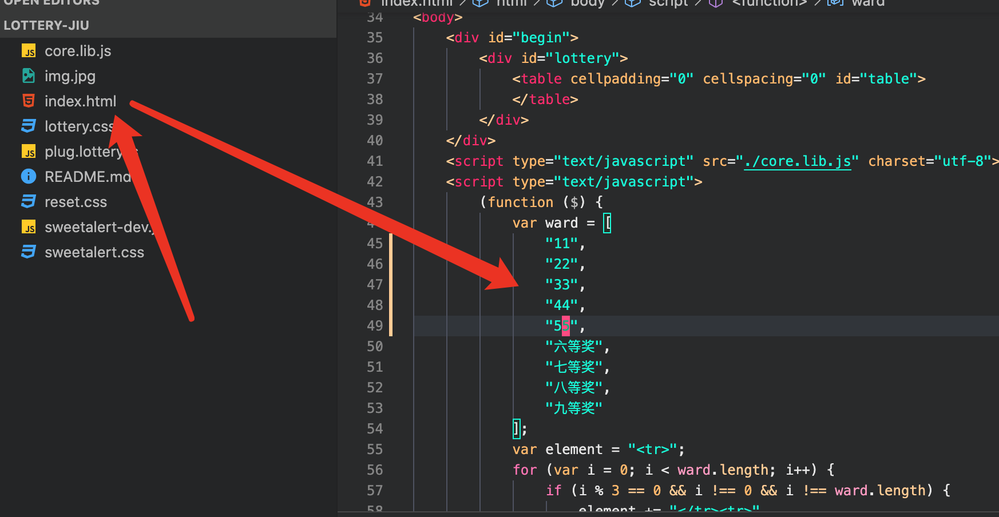 OPEN EDITORS
LOTTERY-JIU
core.lib.js
img.jpg
index.html
lottery.css
plug.lottery
README.md
reset.css
sweetalert-dev.j
sweetalert.css
index.html / html / body / script / <function> / ward
34 <body>
35 <div id="begin">
36 <div id="lottery">
37 <table cellpadding="0" cellspacing="0" id="table">
38 </table>
39 </div>
40 </div>
41 <script type="text/javascript" src="./core.lib.js" charset="utf-8">
42 <script type="text/javascript">
43 (function ($) {
var ward = [
45 "11",
46 "22",
47 "33",
48 "44",
49 "55",
50 "六等奖",
51 "七等奖",
52 "八等奖",
53 "九等奖"
54 ];
55 var element = "<tr>";
56 for (var i = 0; i < ward.length; i++) {
57 if (i % 3 == 0 && i !== 0 && i !== ward.length) {
58 element += "</tr><tr>"